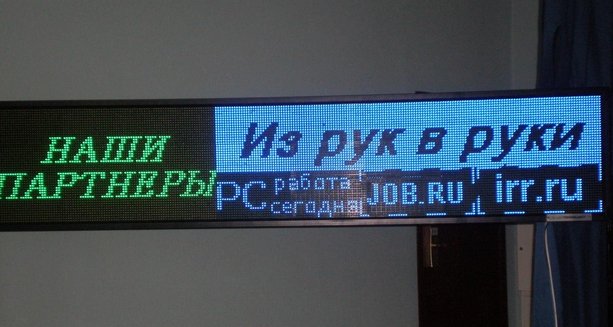 НАШИ
ПАРТНЕРЫ
Из рук в руки
РС работа
сегодня
JOB.RU
irr.ru